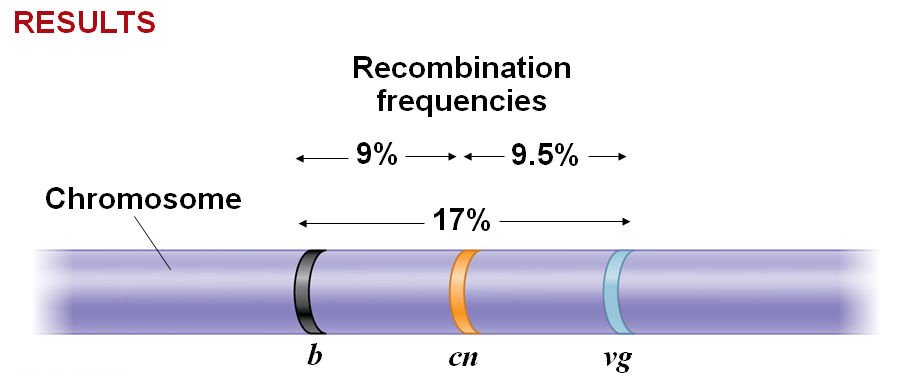 RESULTS
Recombination
frequencies
9%
9.5%
Chromosome
17%
b
cn
vg